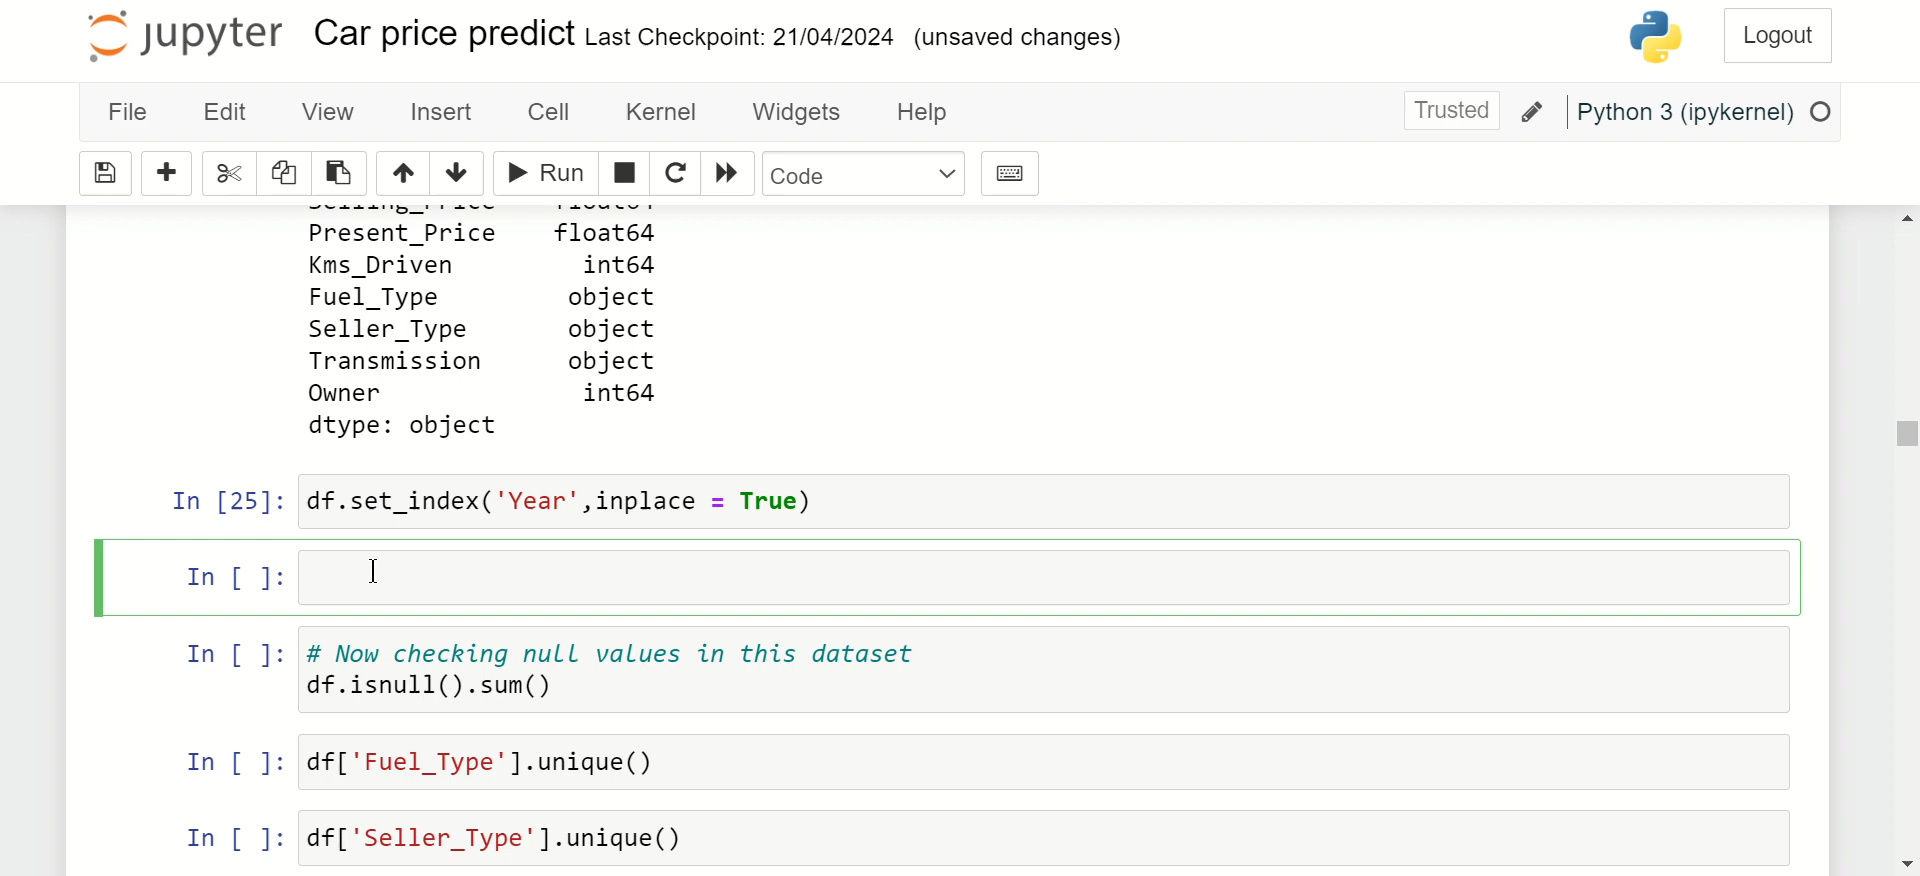 jupyter Car price predict Last Checkpoint: 21/04/2024 (unsaved changes) Logout
File Edit View Insert Cell Kernel Widgets Help Trusted Python 3 (ipykernel)
Run Code
Present_Price float64
Kms_Driven int64
Fuel_Type object
Seller_Type object
Transmission object
Owner int64
dtype: object
In [25]: df.set_index('Year',inplace = True)
In [ ]:
In [ ]: # Now checking null values in this dataset
df.isnull().sum()
In [ ]: df['Fuel_Type'].unique()
In [ ]: df['Seller_Type'].unique()